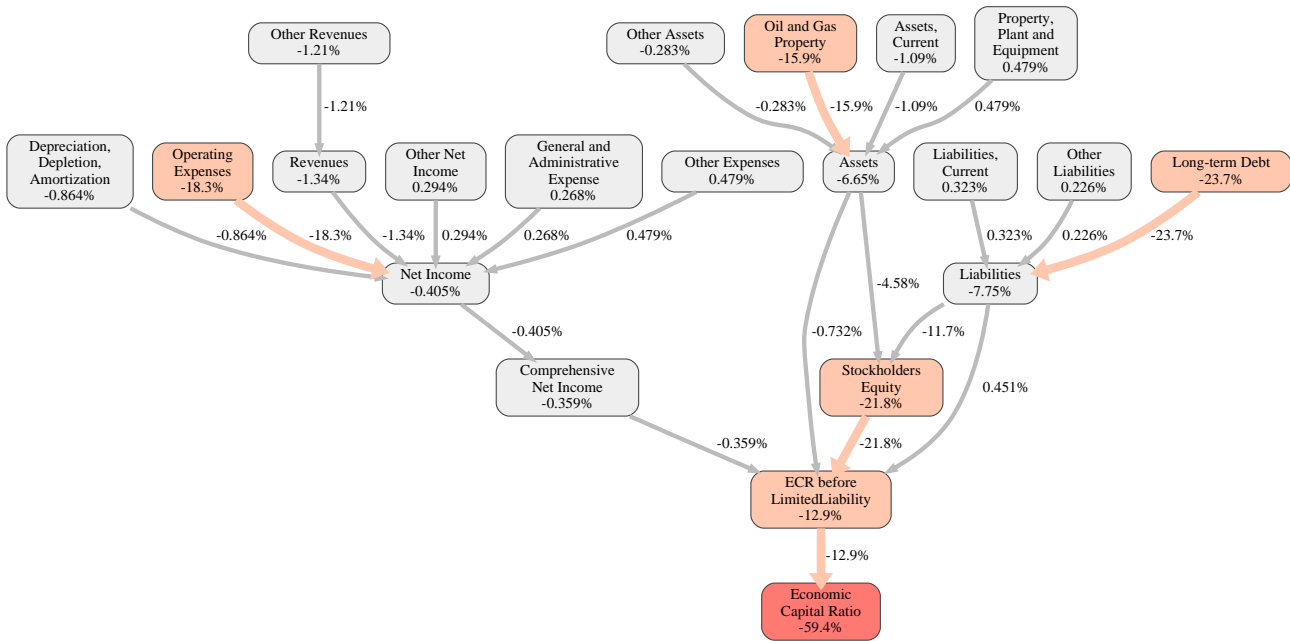 Other Revenues
-1.21%
Other Assets
-0.283%
Oil and Gas
Property
-15.9%
Assets,
Current
-1.09%
Property,
Plant and
Equipment
0.479%
-1.21%
-0.283%
-15.9%
-1.09%
0.479%
Depreciation,
Depletion,
Amortization
-0.864%
Operating
Expenses
-18.3%
Revenues
-1.34%
Other Net
Income
0.294%
General and
Administrative
Expense
0.268%
Other Expenses
0.479%
Assets
-6.65%
Liabilities,
Current
0.323%
Other
Liabilities
0.226%
Long-term Debt
-23.7%
-0.864%
-18.3%
-1.34%
0.294%
0.268%
0.479%
0.323%
0.226%
-23.7%
Net Income
-0.405%
-4.58%
Liabilities
-7.75%
-0.405%
-0.732%
-11.7%
Comprehensive
Net Income
-0.359%
Stockholders
Equity
-21.8%
0.451%
-0.359%
-21.8%
ECR before
LimitedLiability
-12.9%
-12.9%
Economic
Capital Ratio
-59.4%